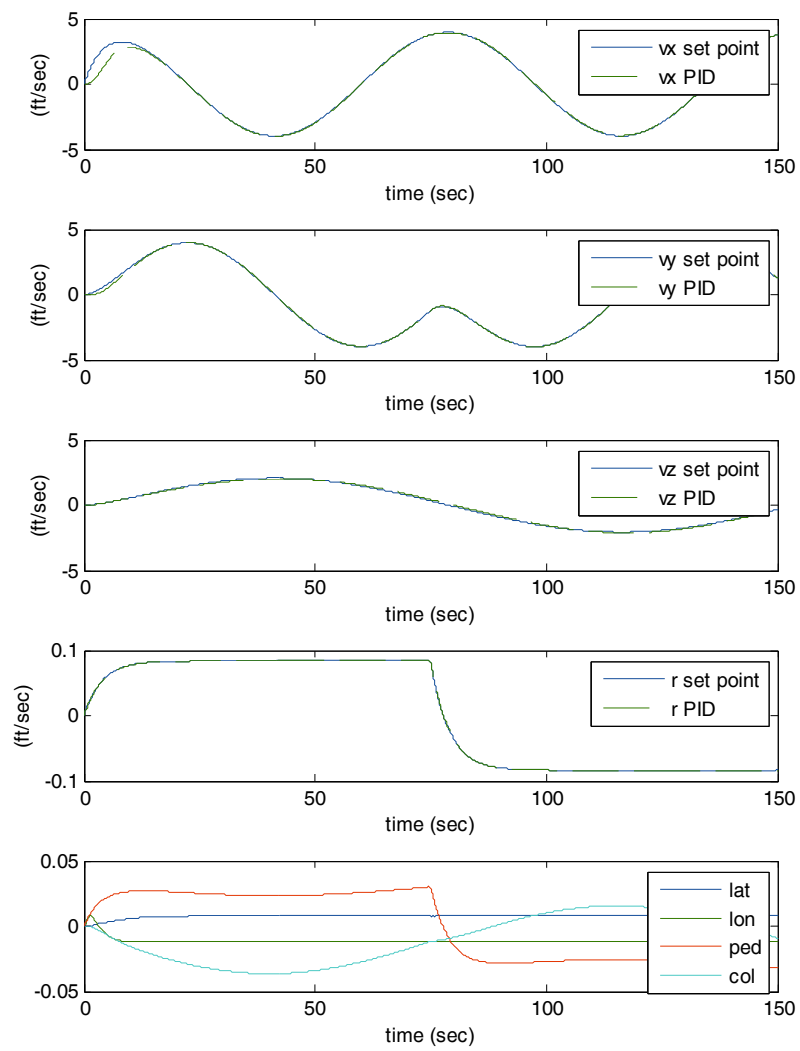 5
0
-5
(ft/sec)
vx set point
vx PID
0 50 100 150
time (sec)
5
0
-5
(ft/sec)
vy set point
vy PID
0 50 100 150
time (sec)
5
0
-5
(ft/sec)
vz set point
vz PID
0 50 100 150
time (sec)
0.1
0
-0.1
(ft/sec)
r set point
r PID
0 50 100 150
time (sec)
0.05
0
-0.05
lat
lon
ped
col
0 50 100 150
time (sec)